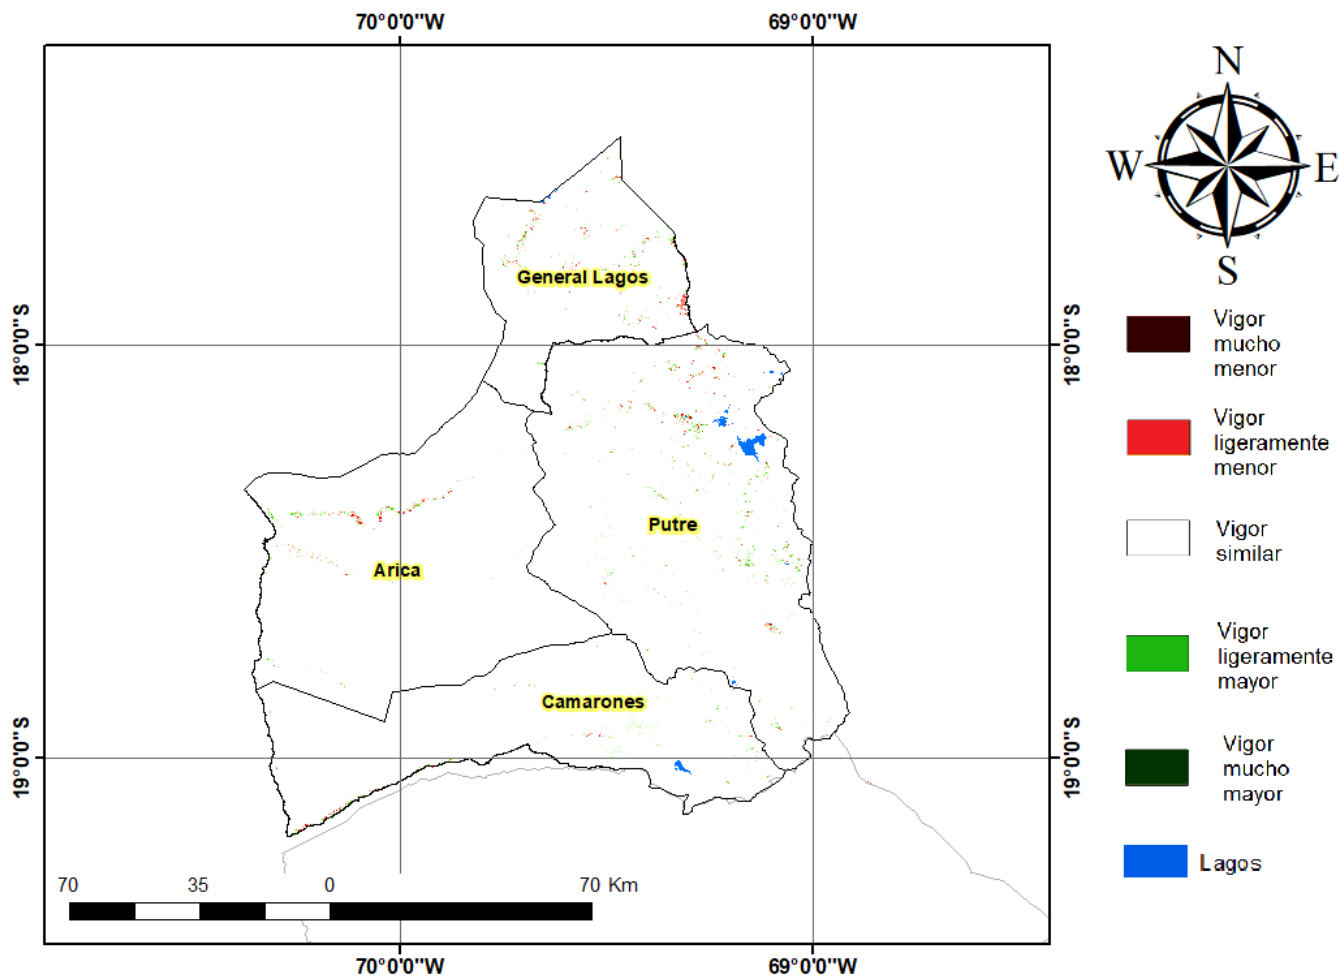 70°0'0"W
69°0'0"W
N
W
E
S
General Lagos
18°0'0"S
18°0'0"S
Putre
Arica
Camarones
19°0'0"S
19°0'0"S
70
35
0
70 Km
70°0'0"W
69°0'0"W
Vigor
mucho
menor
Vigor
ligeramente
menor
Vigor
similar
Vigor
ligeramente
mayor
Vigor
mucho
mayor
Lagos